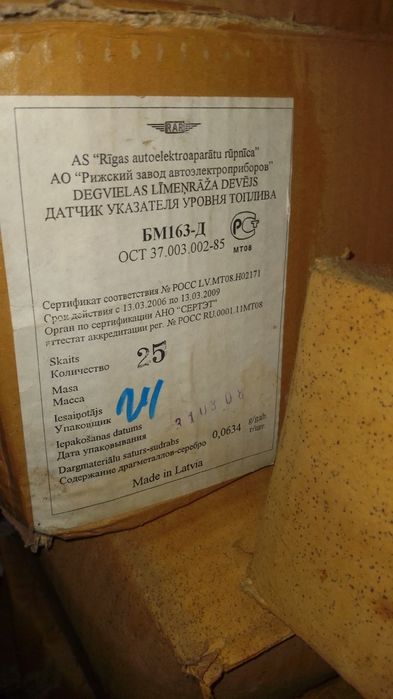 RAR
AS "Rīgas autoelektroaparātu rūpnīca"
АО "Рижский завод автоэлектроприборов"
DEGVIELAS LĪMEŅRĀŽA DEVĒJS
ДАТЧИК УКАЗАТЕЛЯ УРОВНЯ ТОПЛИВА
БМ163-Д
ОСТ 37.003.002-85
МТ08
Сертификат соответствия № РОСС LV.МТ08.Н02171
Срок действия с 13.03.2006 по 13.03.2009
Орган по сертификации АНО "СЕРТЭТ"
аттестат аккредитации рег. № РОСС RU.0001.11МТ08
Skaits
Количество 25
Masa
Масса
Iesaiņotājs
Упаковщик
Iepakošanas datums
Дата упаковывания
Dārgmateriālu saturs-sudrabs
Содержание драгметаллов-серебро 0,0634 g/gab
г/шт.
Made in Latvia